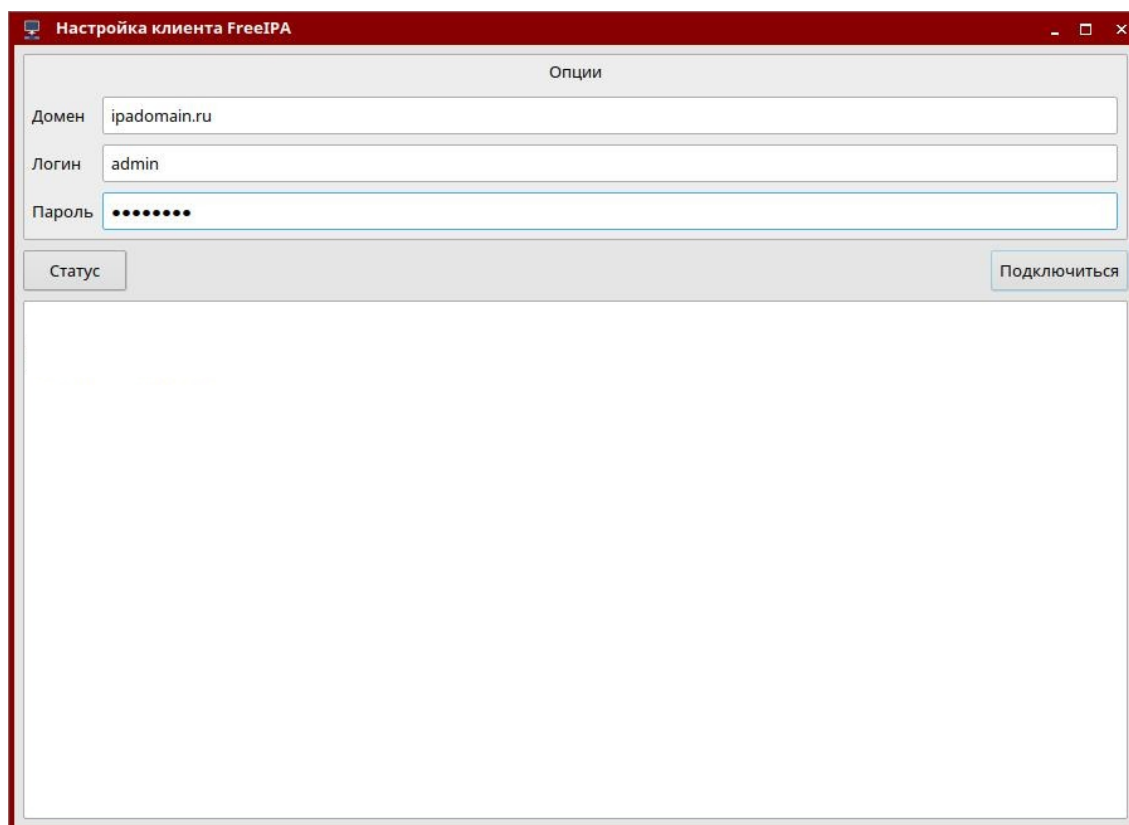 Настройка клиента FreeIPA
Опции
Домен ipadomain.ru
Логин admin
Пароль ••••••••
Статус Подключиться